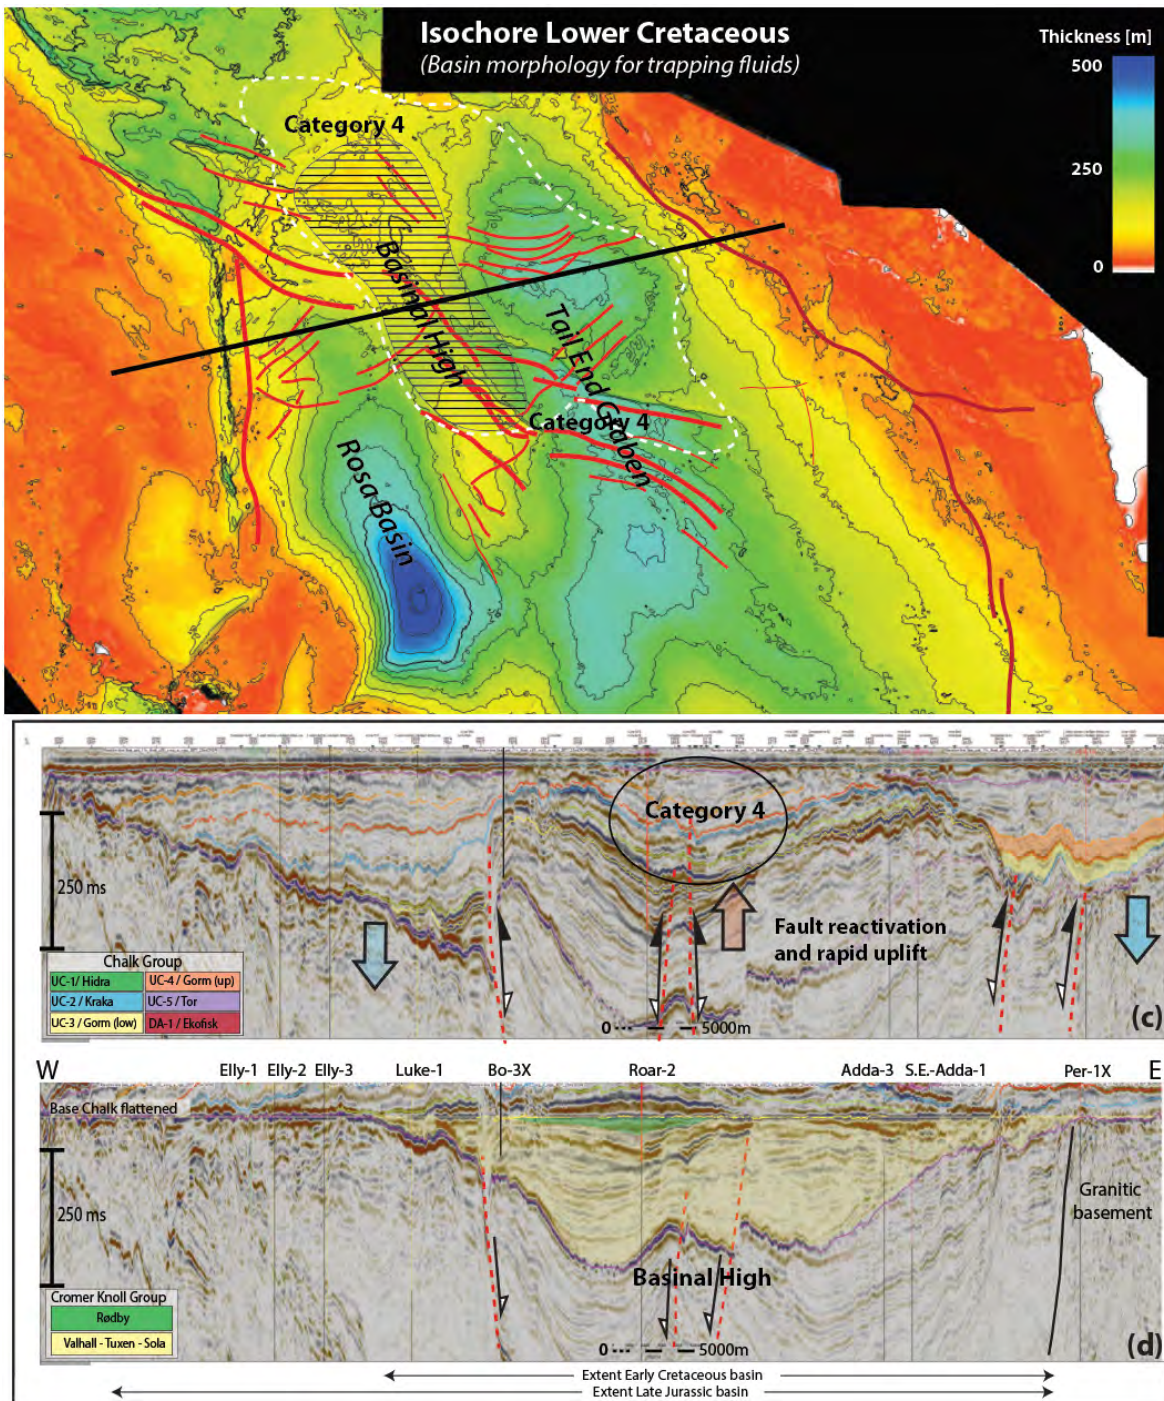 Isochore Lower Cretaceous
(Basin morphology for trapping fluids)
Thickness [m]
500
250
0
Category 4
Basinal High
Tail End Graben
Category 4
Rosa Basin
Category 4
250 ms
Fault reactivation
and rapid uplift
Chalk Group
UC-1 / Hidra
UC-4 / Gorm (up)
UC-2 / Kraka
UC-5 / Tor
UC-3 / Gorm (low)
DA-1 / Ekofisk
0
5000m
(c)
W
Elly-1
Elly-2
Elly-3
Luke-1
Bo-3X
Roar-2
Adda-3
S.E.-Adda-1
Per-1X
E
Base Chalk flattened
250 ms
Granitic
basement
Basinal High
Cromer Knoll Group
Rødby
Valhall - Tuxen - Sola
0
5000m
(d)
Extent Early Cretaceous basin
Extent Late Jurassic basin